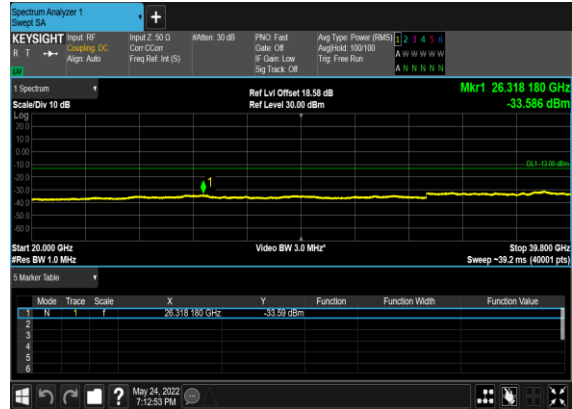 Spectrum Analyzer 1
Swept SA
+
KEYSIGHT Input: RF Input Z: 50 Ω #Atten: 30 dB PNO: Fast Avg Type: Power (RMS) 1 2 3 4 5 6
R T Coupling: DC Corr CCorr Gate: Off Avg|Hold: 100/100 A W W W W W
Align: Auto Freq Ref: Int (S) IF Gain: Low Trig: Free Run
Sig Track: Off A N N N N N
1 Spectrum Ref Lvl Offset 18.58 dB Mkr1 26.318 180 GHz
Scale/Div 10 dB Ref Level 30.00 dBm -33.586 dBm
Log
20.0
10.0
0.00
-10.0 DL1 -13.00 dBm
-20.0
-30.0 1
-40.0
-50.0
-60.0
Start 20.000 GHz Video BW 3.0 MHz* Stop 39.800 GHz
#Res BW 1.0 MHz Sweep ~39.2 ms (40001 pts)
5 Marker Table
Mode Trace Scale X Y Function Function Width Function Value
1 N 1 f 26.318 180 GHz -33.59 dBm
2
3
4
5
6
? May 24, 2022
7:12:53 PM